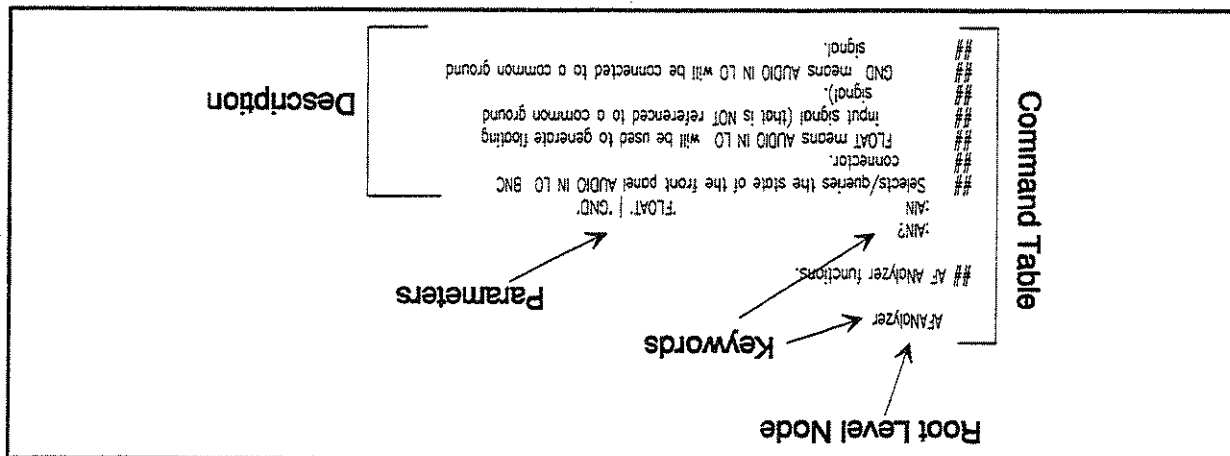 Root Level Node
Keywords
AFANalyzer
Parameters
## AF ANalyzer functions.
:AIN?
:AIN 'FLOAT' | 'GND'
## Selects/queries the state of the front panel AUDIO IN LO BNC
## connector.
## FLOAT means AUDIO IN LO will be used to generate floating
## input signal (that is NOT referenced to a common ground
## signal).
## GND means AUDIO IN LO will be connected to a common ground
## signal.
Description
Command Table